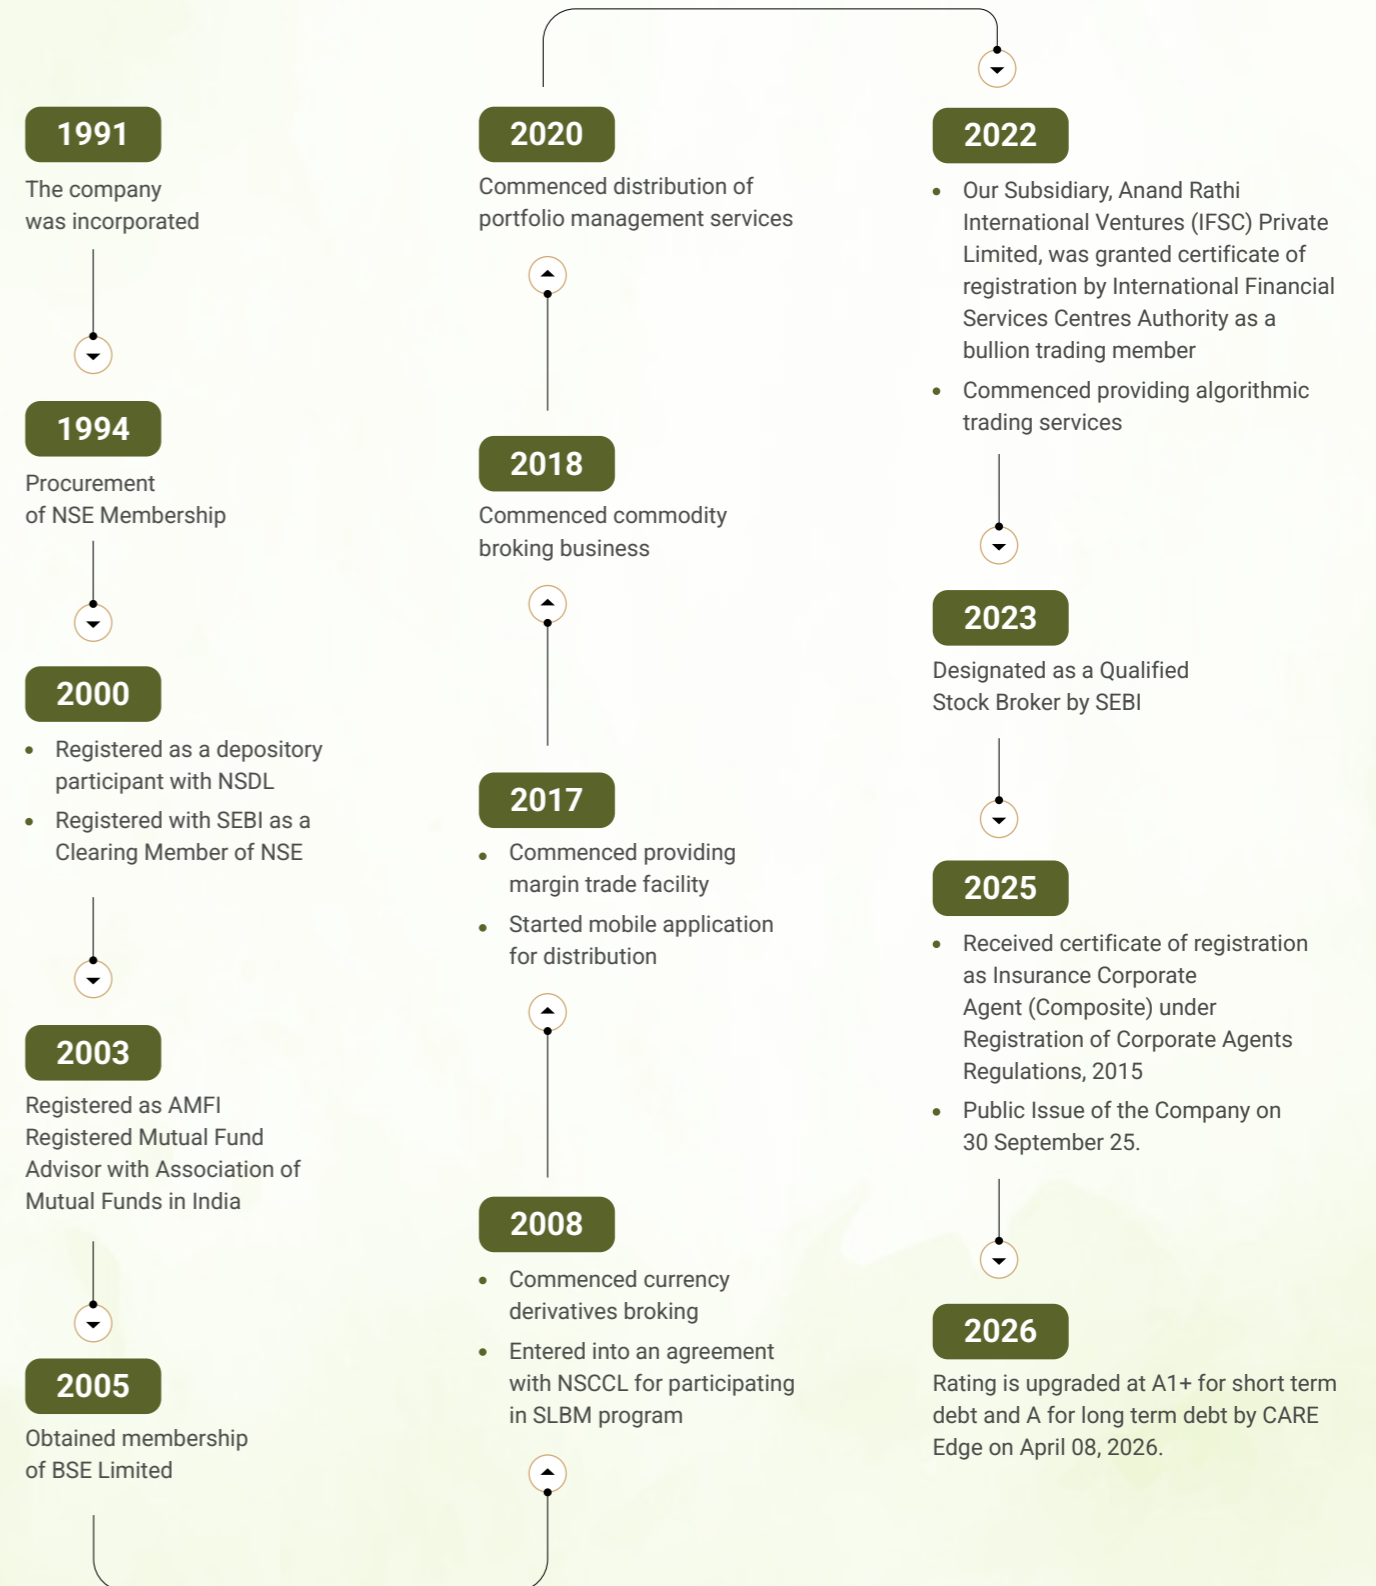 1991
The company
was incorporated
1994
Procurement
of NSE Membership
2000
• Registered as a depository
participant with NSDL
• Registered with SEBI as a
Clearing Member of NSE
2003
Registered as AMFI
Registered Mutual Fund
Advisor with Association of
Mutual Funds in India
2005
Obtained membership
of BSE Limited
2008
• Commenced currency
derivatives broking
• Entered into an agreement
with NSCCL for participating
in SLBM program
2017
• Commenced providing
margin trade facility
• Started mobile application
for distribution
2018
Commenced commodity
broking business
2020
Commenced distribution of
portfolio management services
2022
• Our Subsidiary, Anand Rathi
International Ventures (IFSC) Private
Limited, was granted certificate of
registration by International Financial
Services Centres Authority as a
bullion trading member
• Commenced providing algorithmic
trading services
2023
Designated as a Qualified
Stock Broker by SEBI
2025
• Received certificate of registration
as Insurance Corporate
Agent (Composite) under
Registration of Corporate Agents
Regulations, 2015
• Public Issue of the Company on
30 September 25.
2026
Rating is upgraded at A1+ for short term
debt and A for long term debt by CARE
Edge on April 08, 2026.